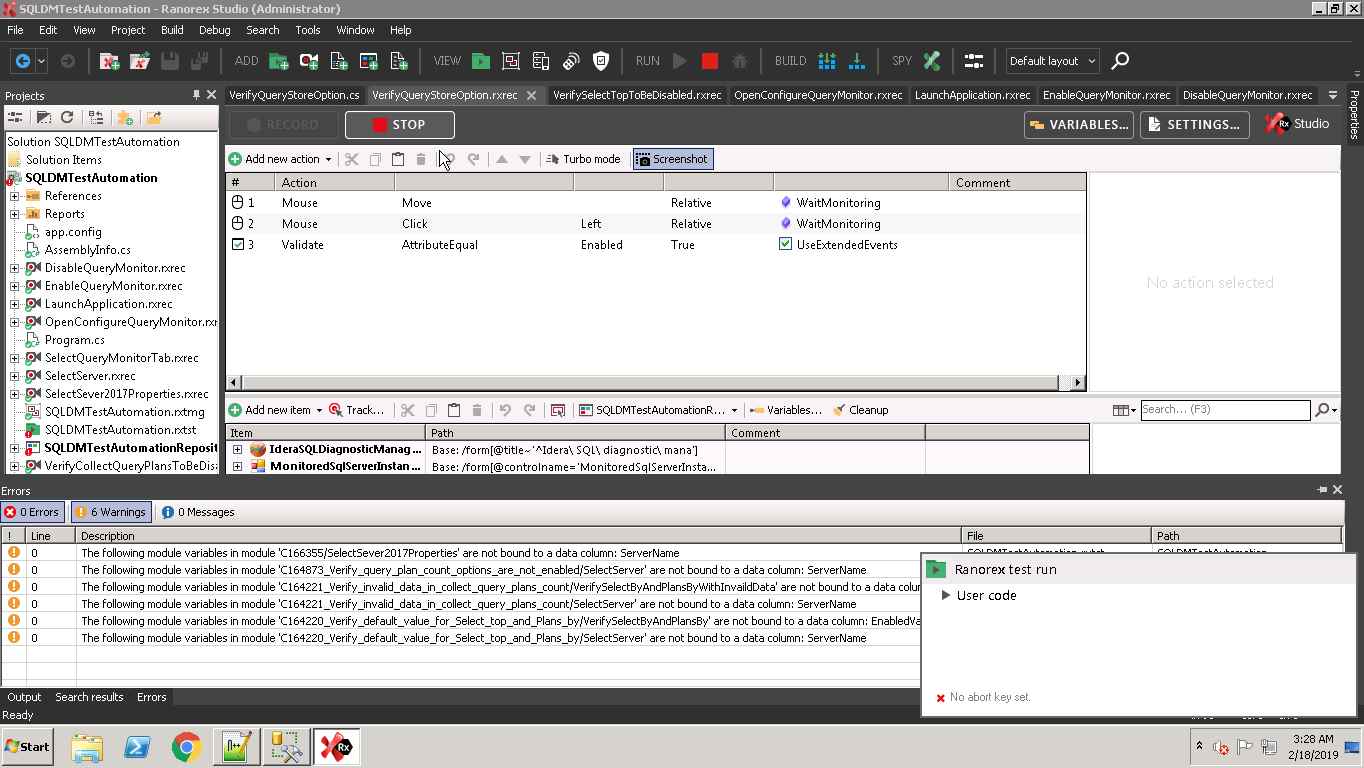 SQLDMTestAutomation - Ranorex Studio (Administrator)
File Edit View Project Build Debug Search Tools Window Help
ADD VIEW RUN BUILD SPY Default layout
Projects
VerifyQueryStoreOption.cs VerifyQueryStoreOption.rxrec VerifySelectTopToBeDisabled.rxrec OpenConfigureQueryMonitor.rxrec LaunchApplication.rxrec EnableQueryMonitor.rxrec DisableQueryMonitor.rxrec
Properties
RECORD STOP VARIABLES... SETTINGS... Rx Studio
Add new action Turbo mode Screenshot
# Action Comment
1 Mouse Move Relative WaitMonitoring
2 Mouse Click Left Relative WaitMonitoring
3 Validate AttributeEqual Enabled True UseExtendedEvents
No action selected
Solution SQLDMTestAutomation
Solution Items
SQLDMTestAutomation
References
Reports
app.config
AssemblyInfo.cs
DisableQueryMonitor.rxrec
EnableQueryMonitor.rxrec
LaunchApplication.rxrec
OpenConfigureQueryMonitor.rxr
Program.cs
SelectQueryMonitorTab.rxrec
SelectServer.rxrec
SelectSever2017Properties.rxrec
SQLDMTestAutomation.rxtmg
SQLDMTestAutomation.rxtst
SQLDMTestAutomationReposit
VerifyCollectQueryPlansToBeDisa
Add new item Track... SQLDMTestAutomationR... Variables... Cleanup Search... (F3)
Item Path Comment
IderaSQLDiagnosticManag... Base: /form[@title~'^Idera\ SQL\ diagnostic\ mana']
MonitoredSqlServerInstan... Base: /form[@controlname='MonitoredSqlServerInsta...
Errors
0 Errors 6 Warnings 0 Messages
! Line Description File Path
0 The following module variables in module 'C166355/SelectSever2017Properties' are not bound to a data column: ServerName SQLDMTestAutomation.rxtst SQLDMTestAutomation
0 The following module variables in module 'C164873_Verify_query_plan_count_options_are_not_enabled/SelectServer' are not bound to a data column: ServerName
0 The following module variables in module 'C164221_Verify_invalid_data_in_collect_query_plans_count/VerifySelectByAndPlansByWithInvaildData' are not bound to a data colu
0 The following module variables in module 'C164221_Verify_invalid_data_in_collect_query_plans_count/SelectServer' are not bound to a data column: ServerName
0 The following module variables in module 'C164220_Verify_default_value_for_Select_top_and_Plans_by/VerifySelectByAndPlansBy' are not bound to a data column: EnabledVa
0 The following module variables in module 'C164220_Verify_default_value_for_Select_top_and_Plans_by/SelectServer' are not bound to a data column: ServerName
Ranorex test run
User code
No abort key set.
Output Search results Errors
Ready
Start
Rx
3:28 AM
2/18/2019